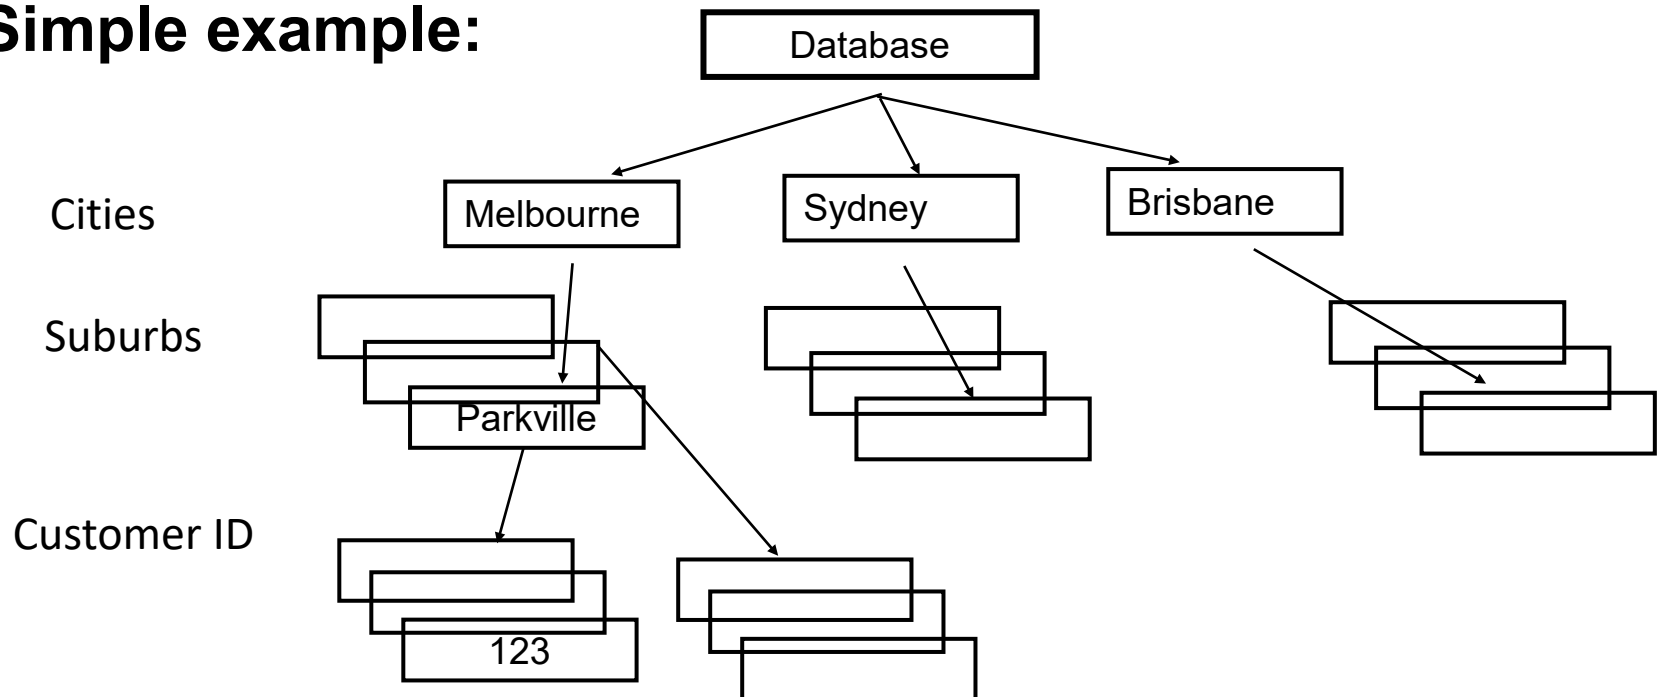 Simple example:
Database
Cities
Melbourne
Sydney
Brisbane
Suburbs
Parkville
Customer ID
123